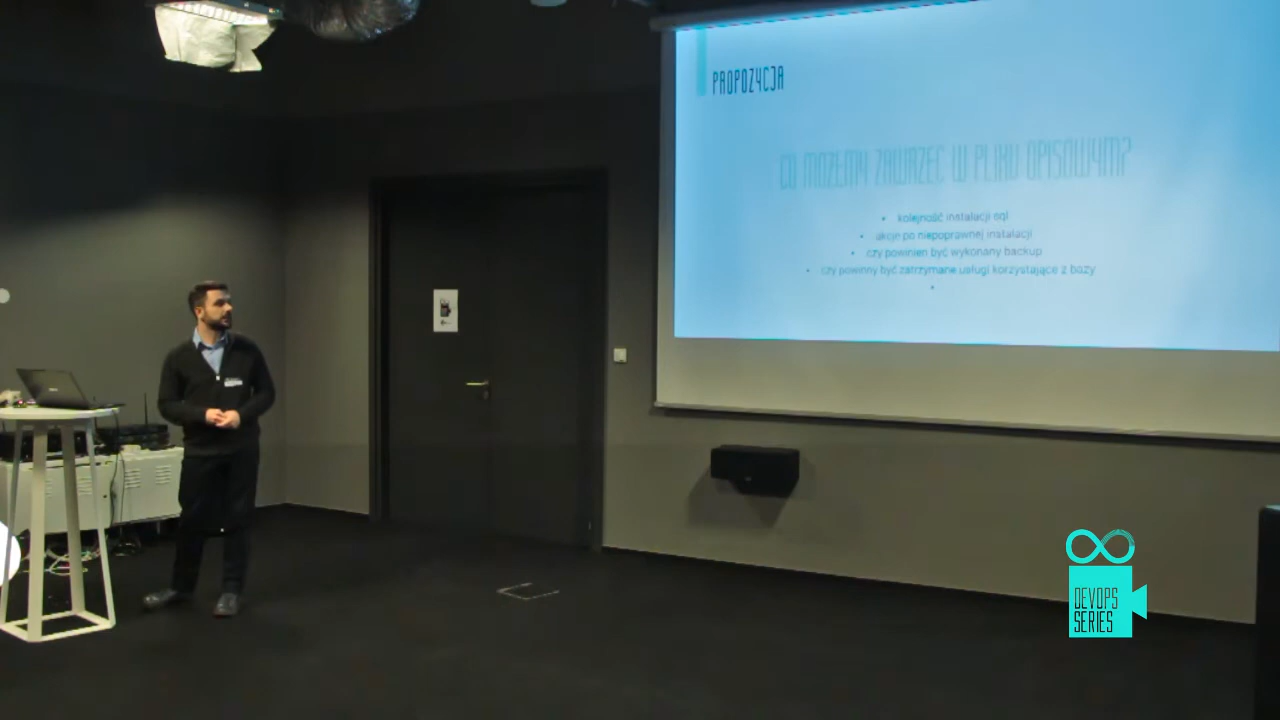 PROPOZYCJA
CO MOŻEMY ZAWRZEĆ W PLIKU OPISOWYM?
• kolejność instalacji sql
• akcje po niepoprawnej instalacji
• czy powinien być wykonany backup
• czy powinny być zatrzymane usługi korzystające z bazy
•
DEVOPS
SERIES